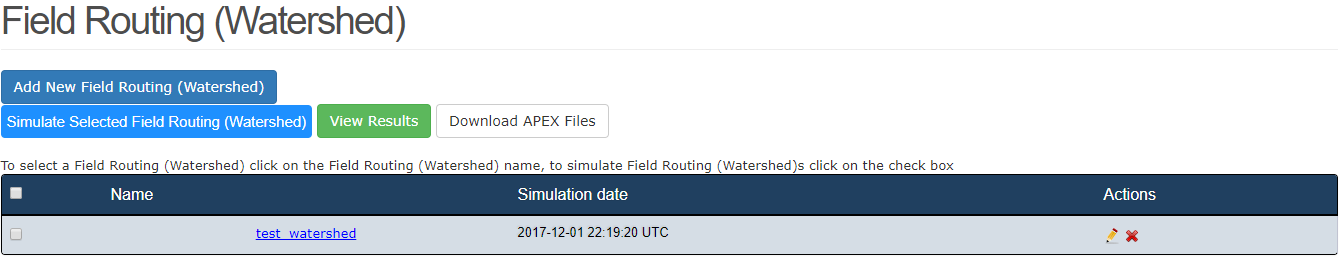 Field Routing (Watershed)
Add New Field Routing (Watershed)
Simulate Selected Field Routing (Watershed) View Results Download APEX Files
To select a Field Routing (Watershed) click on the Field Routing (Watershed) name, to simulate Field Routing (Watershed)s click on the check box
Name Simulation date Actions
test_watershed 2017-12-01 22:19:20 UTC